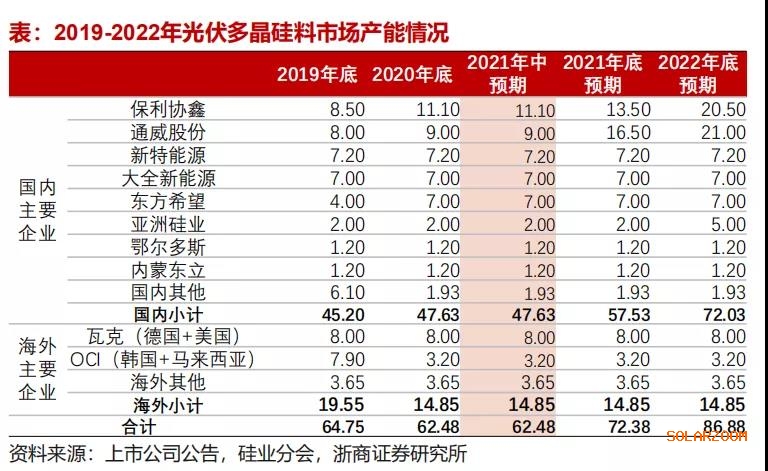 表：2019-2022年光伏多晶硅料市场产能情况
2019年底 2020年底 2021年中预期 2021年底预期 2022年底预期
国内主要企业
保利协鑫 8.50 11.10 11.10 13.50 20.50
通威股份 8.00 9.00 9.00 16.50 21.00
新特能源 7.20 7.20 7.20 7.20 7.20
大全新能源 7.00 7.00 7.00 7.00 7.00
东方希望 4.00 7.00 7.00 7.00 7.00
亚洲硅业 2.00 2.00 2.00 2.00 5.00
鄂尔多斯 1.20 1.20 1.20 1.20 1.20
内蒙东立 1.20 1.20 1.20 1.20 1.20
国内其他 6.10 1.93 1.93 1.93 1.93
国内小计 45.20 47.63 47.63 57.53 72.03
海外主要企业
瓦克（德国+美国） 8.00 8.00 8.00 8.00 8.00
OCI（韩国+马来西亚） 7.90 3.20 3.20 3.20 3.20
海外其他 3.65 3.65 3.65 3.65 3.65
海外小计 19.55 14.85 14.85 14.85 14.85
合计 64.75 62.48 62.48 72.38 86.88
SOLARZOOM
资料来源：上市公司公告，硅业分会，浙商证券研究所